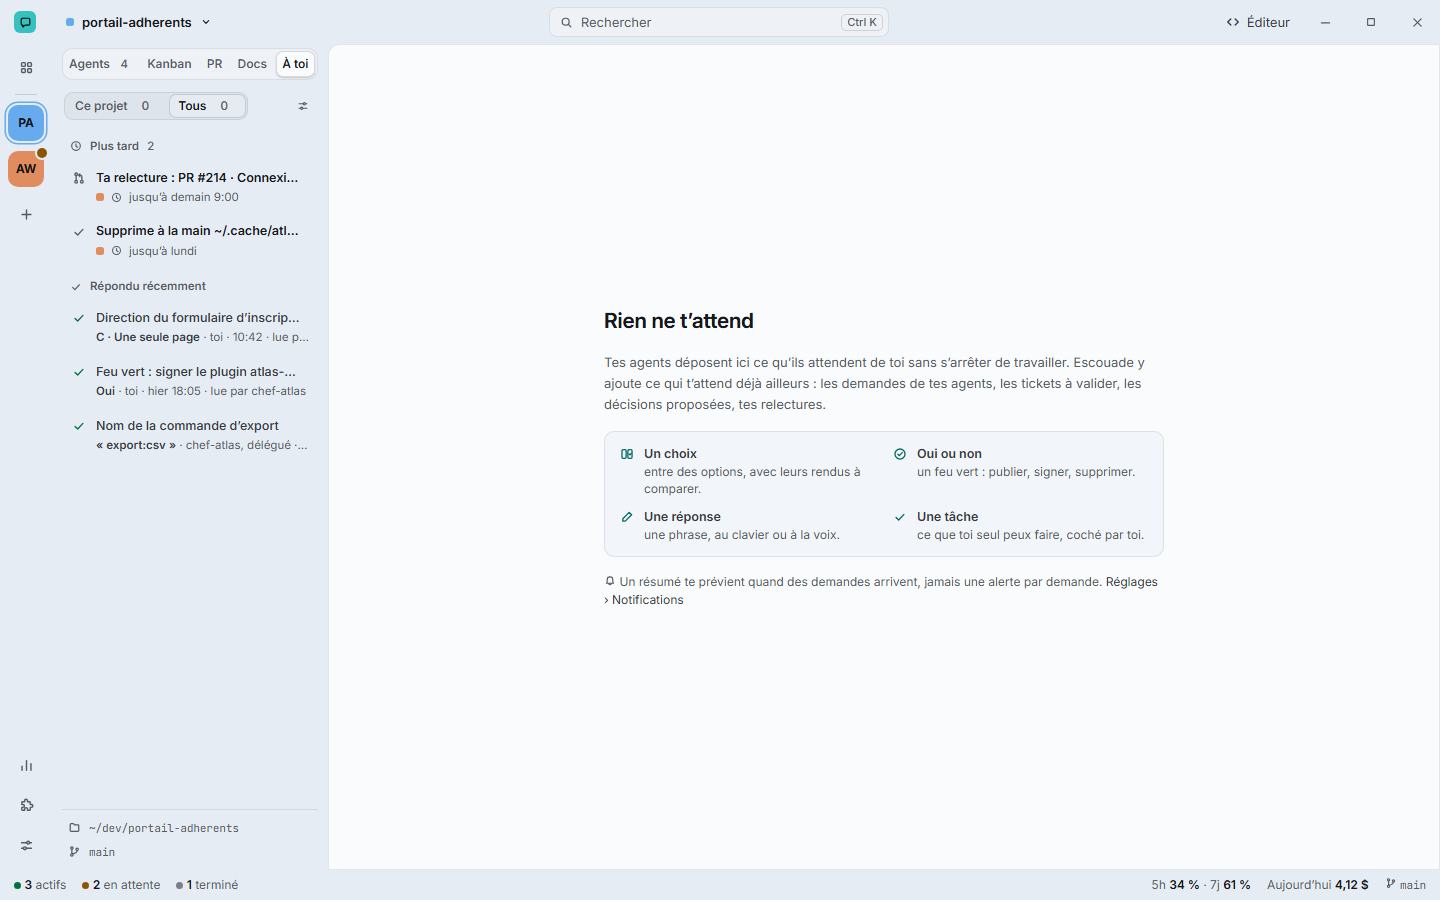 portail-adherents
Rechercher
Ctrl K
Éditeur
Agents 4 Kanban PR Docs À toi
Ce projet 0 Tous 0
PA
AW
Plus tard 2
Ta relecture : PR #214 · Connexi...
jusqu’à demain 9:00
Supprime à la main ~/.cache/atl...
jusqu’à lundi
Répondu récemment
Direction du formulaire d’inscrip...
C · Une seule page · toi · 10:42 · lue p...
Feu vert : signer le plugin atlas-...
Oui · toi · hier 18:05 · lue par chef-atlas
Nom de la commande d’export
« export:csv » · chef-atlas, délégué ·...
~/dev/portail-adherents
main
Rien ne t’attend
Tes agents déposent ici ce qu’ils attendent de toi sans s’arrêter de travailler. Escouade y
ajoute ce qui t’attend déjà ailleurs : les demandes de tes agents, les tickets à valider, les
décisions proposées, tes relectures.
Un choix
entre des options, avec leurs rendus à
comparer.
Oui ou non
un feu vert : publier, signer, supprimer.
Une réponse
une phrase, au clavier ou à la voix.
Une tâche
ce que toi seul peux faire, coché par toi.
Un résumé te prévient quand des demandes arrivent, jamais une alerte par demande. Réglages
› Notifications
3 actifs 2 en attente 1 terminé
5h 34 % · 7j 61 % Aujourd’hui 4,12 $ main